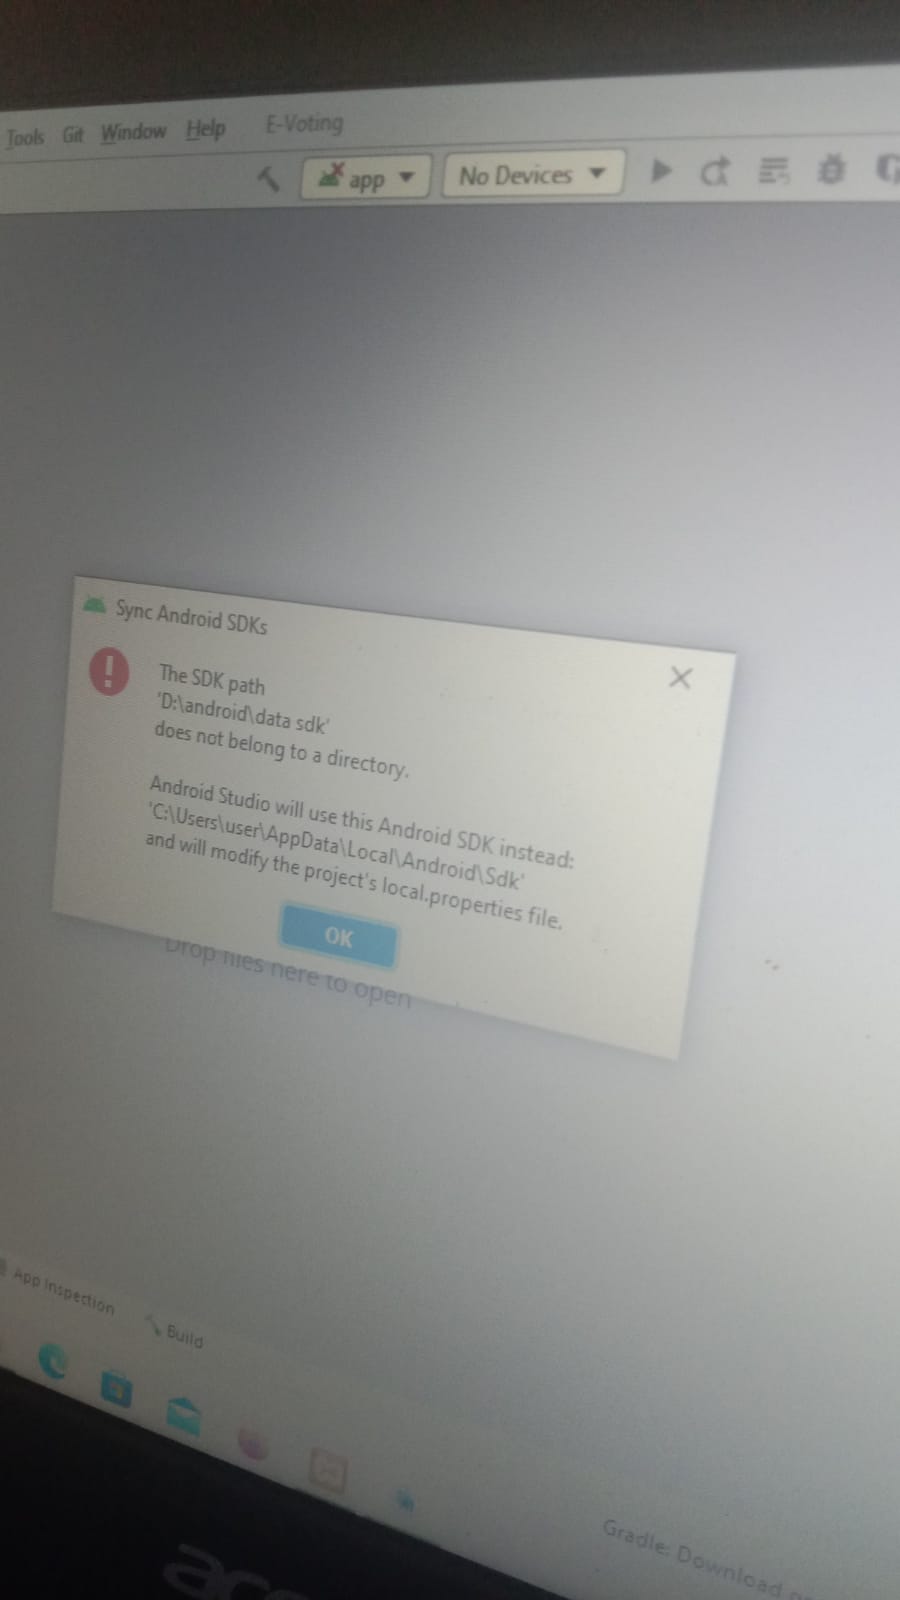 Tools Git Window Help E-Voting
app No Devices
Sync Android SDKs
The SDK path
'D:\android\data sdk'
does not belong to a directory.
Android Studio will use this Android SDK instead:
'C:\Users\user\AppData\Local\Android\Sdk'
and will modify the project's local.properties file.
OK
Drop files here to open
App Inspection Build
Gradle: Download
acer